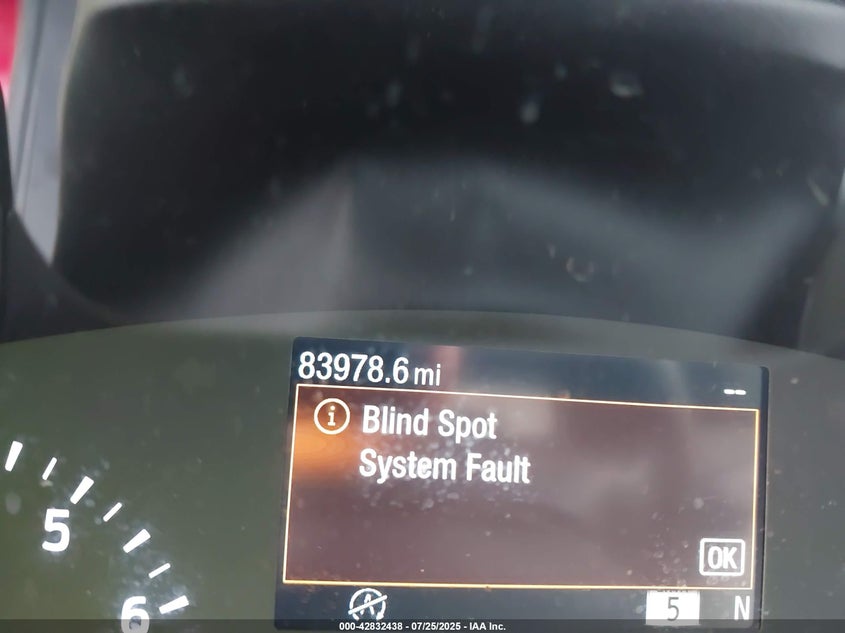 83978.6 mi
--
i
Blind Spot
System Fault
OK
5
6
A
5
N
000-42832438 - 07/25/2025 - IAA Inc.